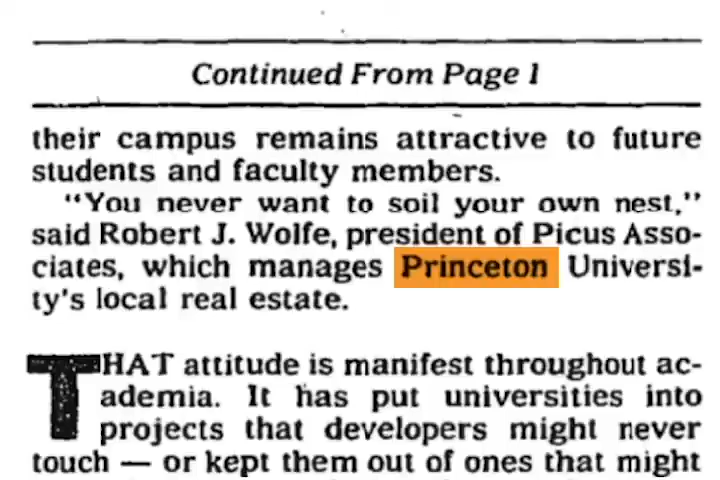 Continued From Page 1
their campus remains attractive to future
students and faculty members.
"You never want to soil your own nest,"
said Robert J. Wolfe, president of Picus Asso-
ciates, which manages Princeton Universi-
ty's local real estate.
THAT attitude is manifest throughout ac-
ademia. It has put universities into
projects that developers might never
touch — or kept them out of ones that might